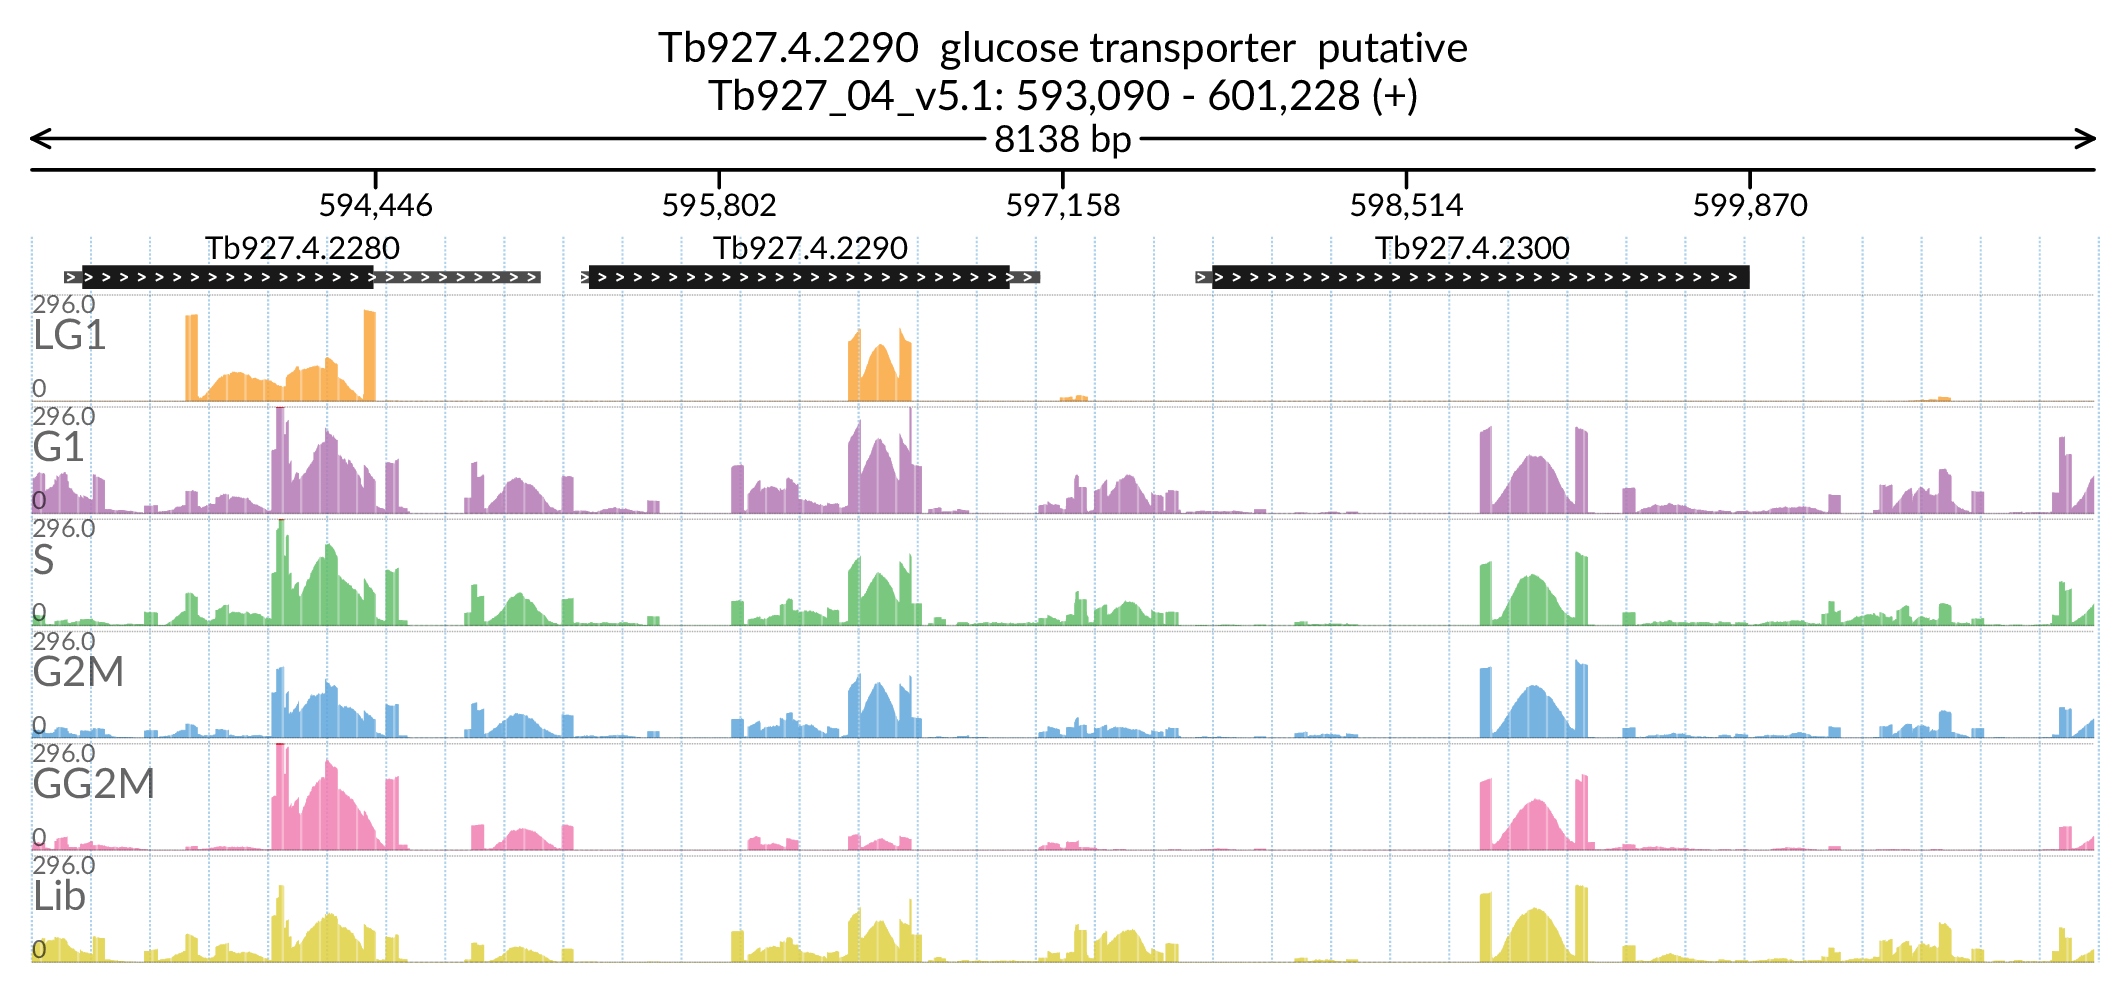 Tb927.4.2290  glucose transporter  putative
Tb927_04_v5.1: 593,090 - 601,228 (+)
8138 bp
594,446 595,802 597,158 598,514 599,870
Tb927.4.2280 Tb927.4.2290 Tb927.4.2300
296.0
LG1
0
296.0
G1
0
296.0
S
0
296.0
G2M
0
296.0
GG2M
0
296.0
Lib
0